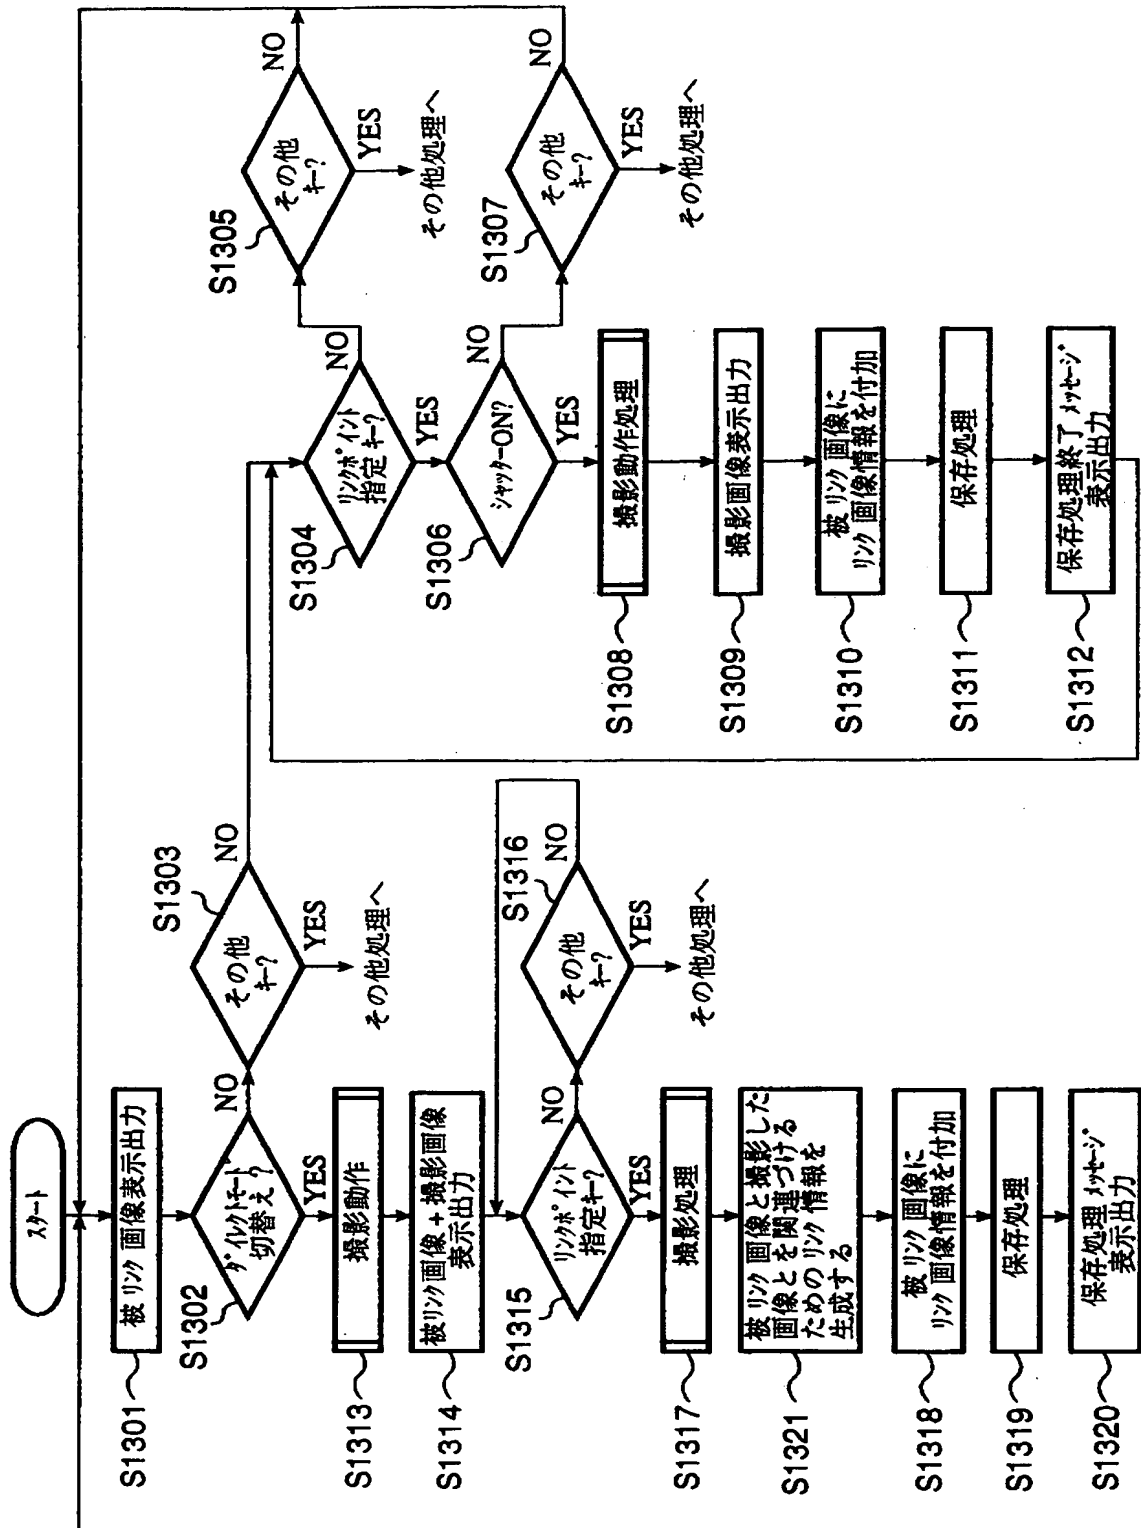 スタート
被リンク画像表示出力
S1301
ダイレクトモード
切替え?
S1302
NO
YES
その他
キー?
S1303
NO
YES
その他処理へ
リンクポイント
指定キー?
S1304
NO
YES
その他
キー?
S1305
NO
YES
その他処理へ
シャッターON?
S1306
NO
YES
その他
キー?
S1307
NO
YES
その他処理へ
撮影動作処理
S1308
撮影画像表示出力
S1309
被リンク画像に
リンク画像情報を付加
S1310
保存処理
S1311
保存処理終了メッセージ
表示出力
S1312
撮影動作
S1313
被リンク画像+撮影画像
表示出力
S1314
リンクポイント
指定キー?
S1315
NO
YES
その他
キー?
S1316
NO
YES
その他処理へ
撮影処理
S1317
被リンク画像と撮影した
画像とを関連づける
ためのリンク情報を
生成する
S1321
被リンク画像に
リンク画像情報を付加
S1318
保存処理
S1319
保存処理メッセージ
表示出力
S1320